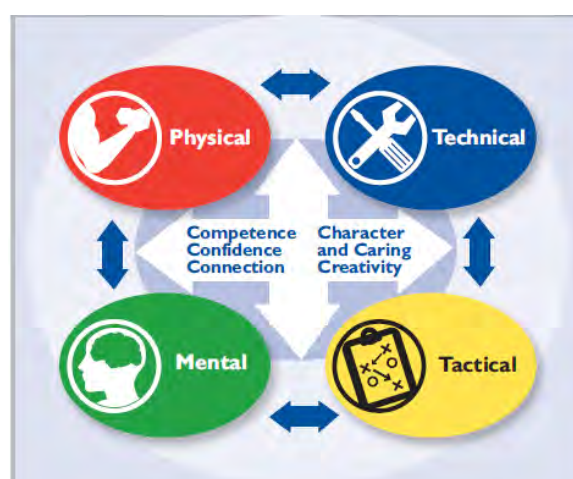 Physical
Technical
Competence
Confidence
Connection
Character
and Caring
Creativity
Mental
Tactical